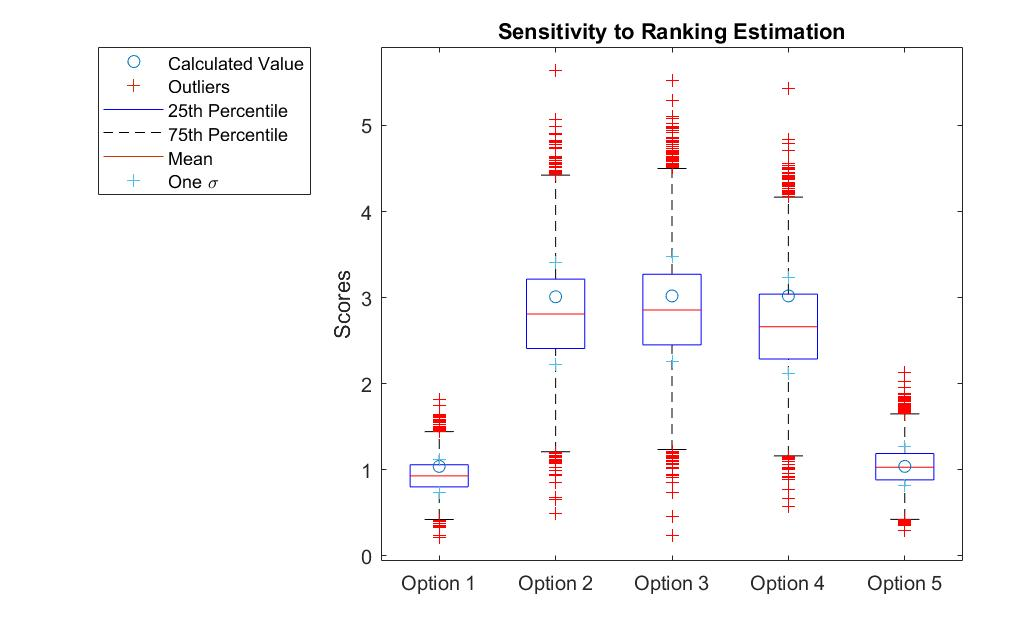 Sensitivity to Ranking Estimation
Calculated Value
Outliers
25th Percentile
75th Percentile
Mean
One σ
Scores
5
4
3
2
1
0
Option 1 Option 2 Option 3 Option 4 Option 5